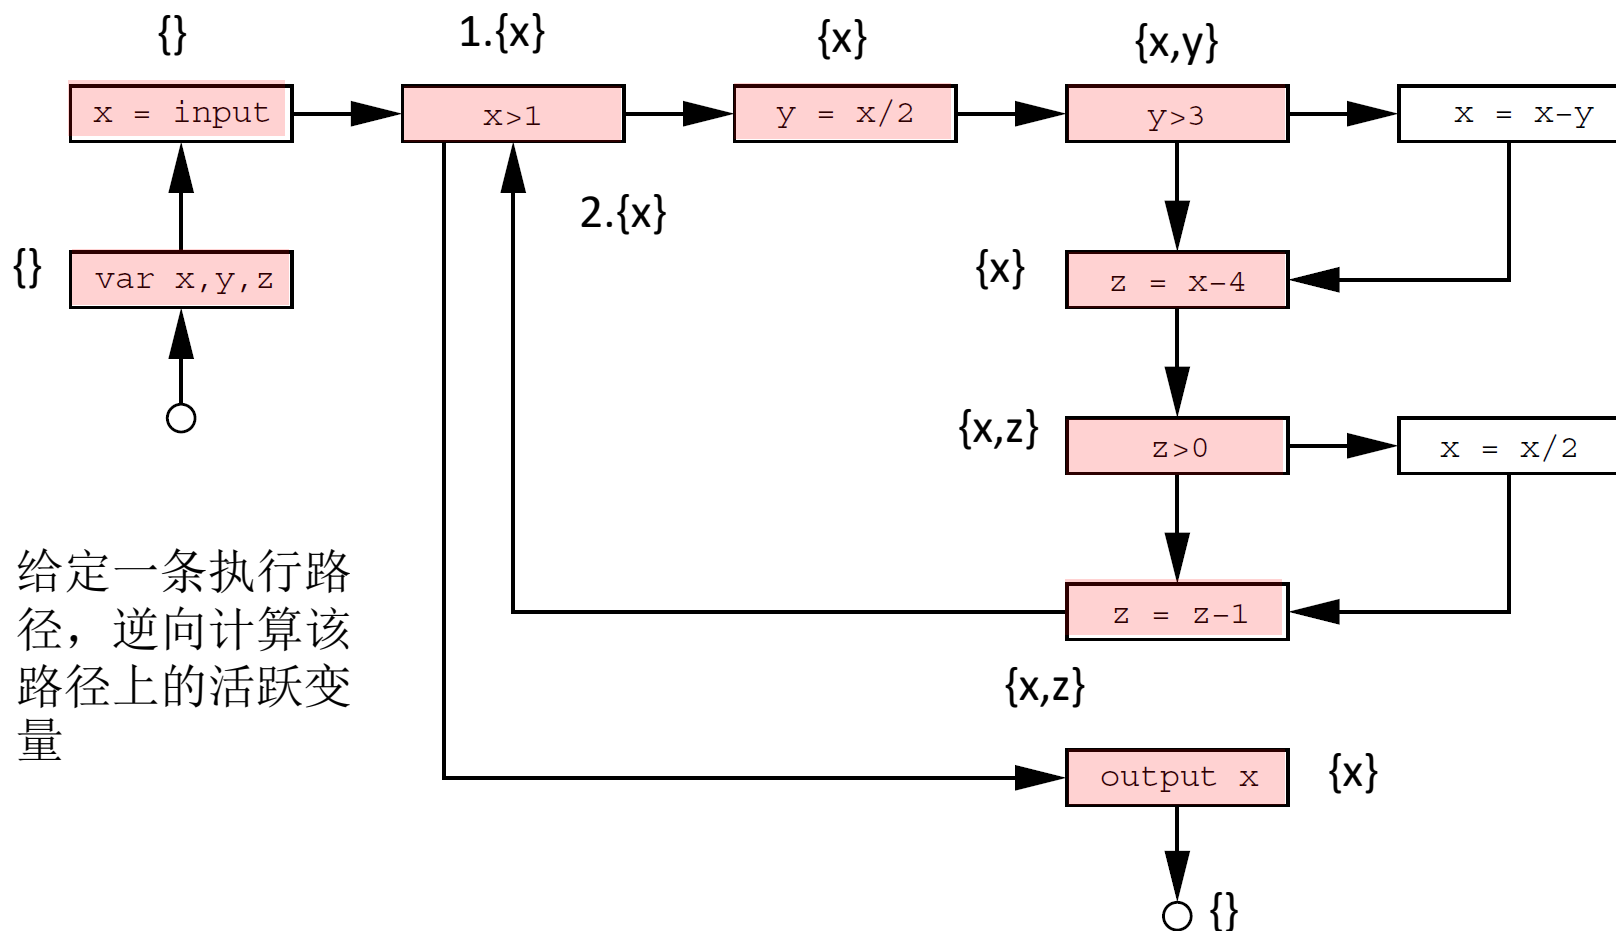 {}
1.{x}
{x}
{x,y}
x = input
x>1
y = x/2
y>3
x = x-y
2.{x}
{}
var x,y,z
{x}
z = x-4
{x,z}
z>0
x = x/2
给定一条执行路
径，逆向计算该
路径上的活跃变
量
z = z-1
{x,z}
output x
{x}
{}